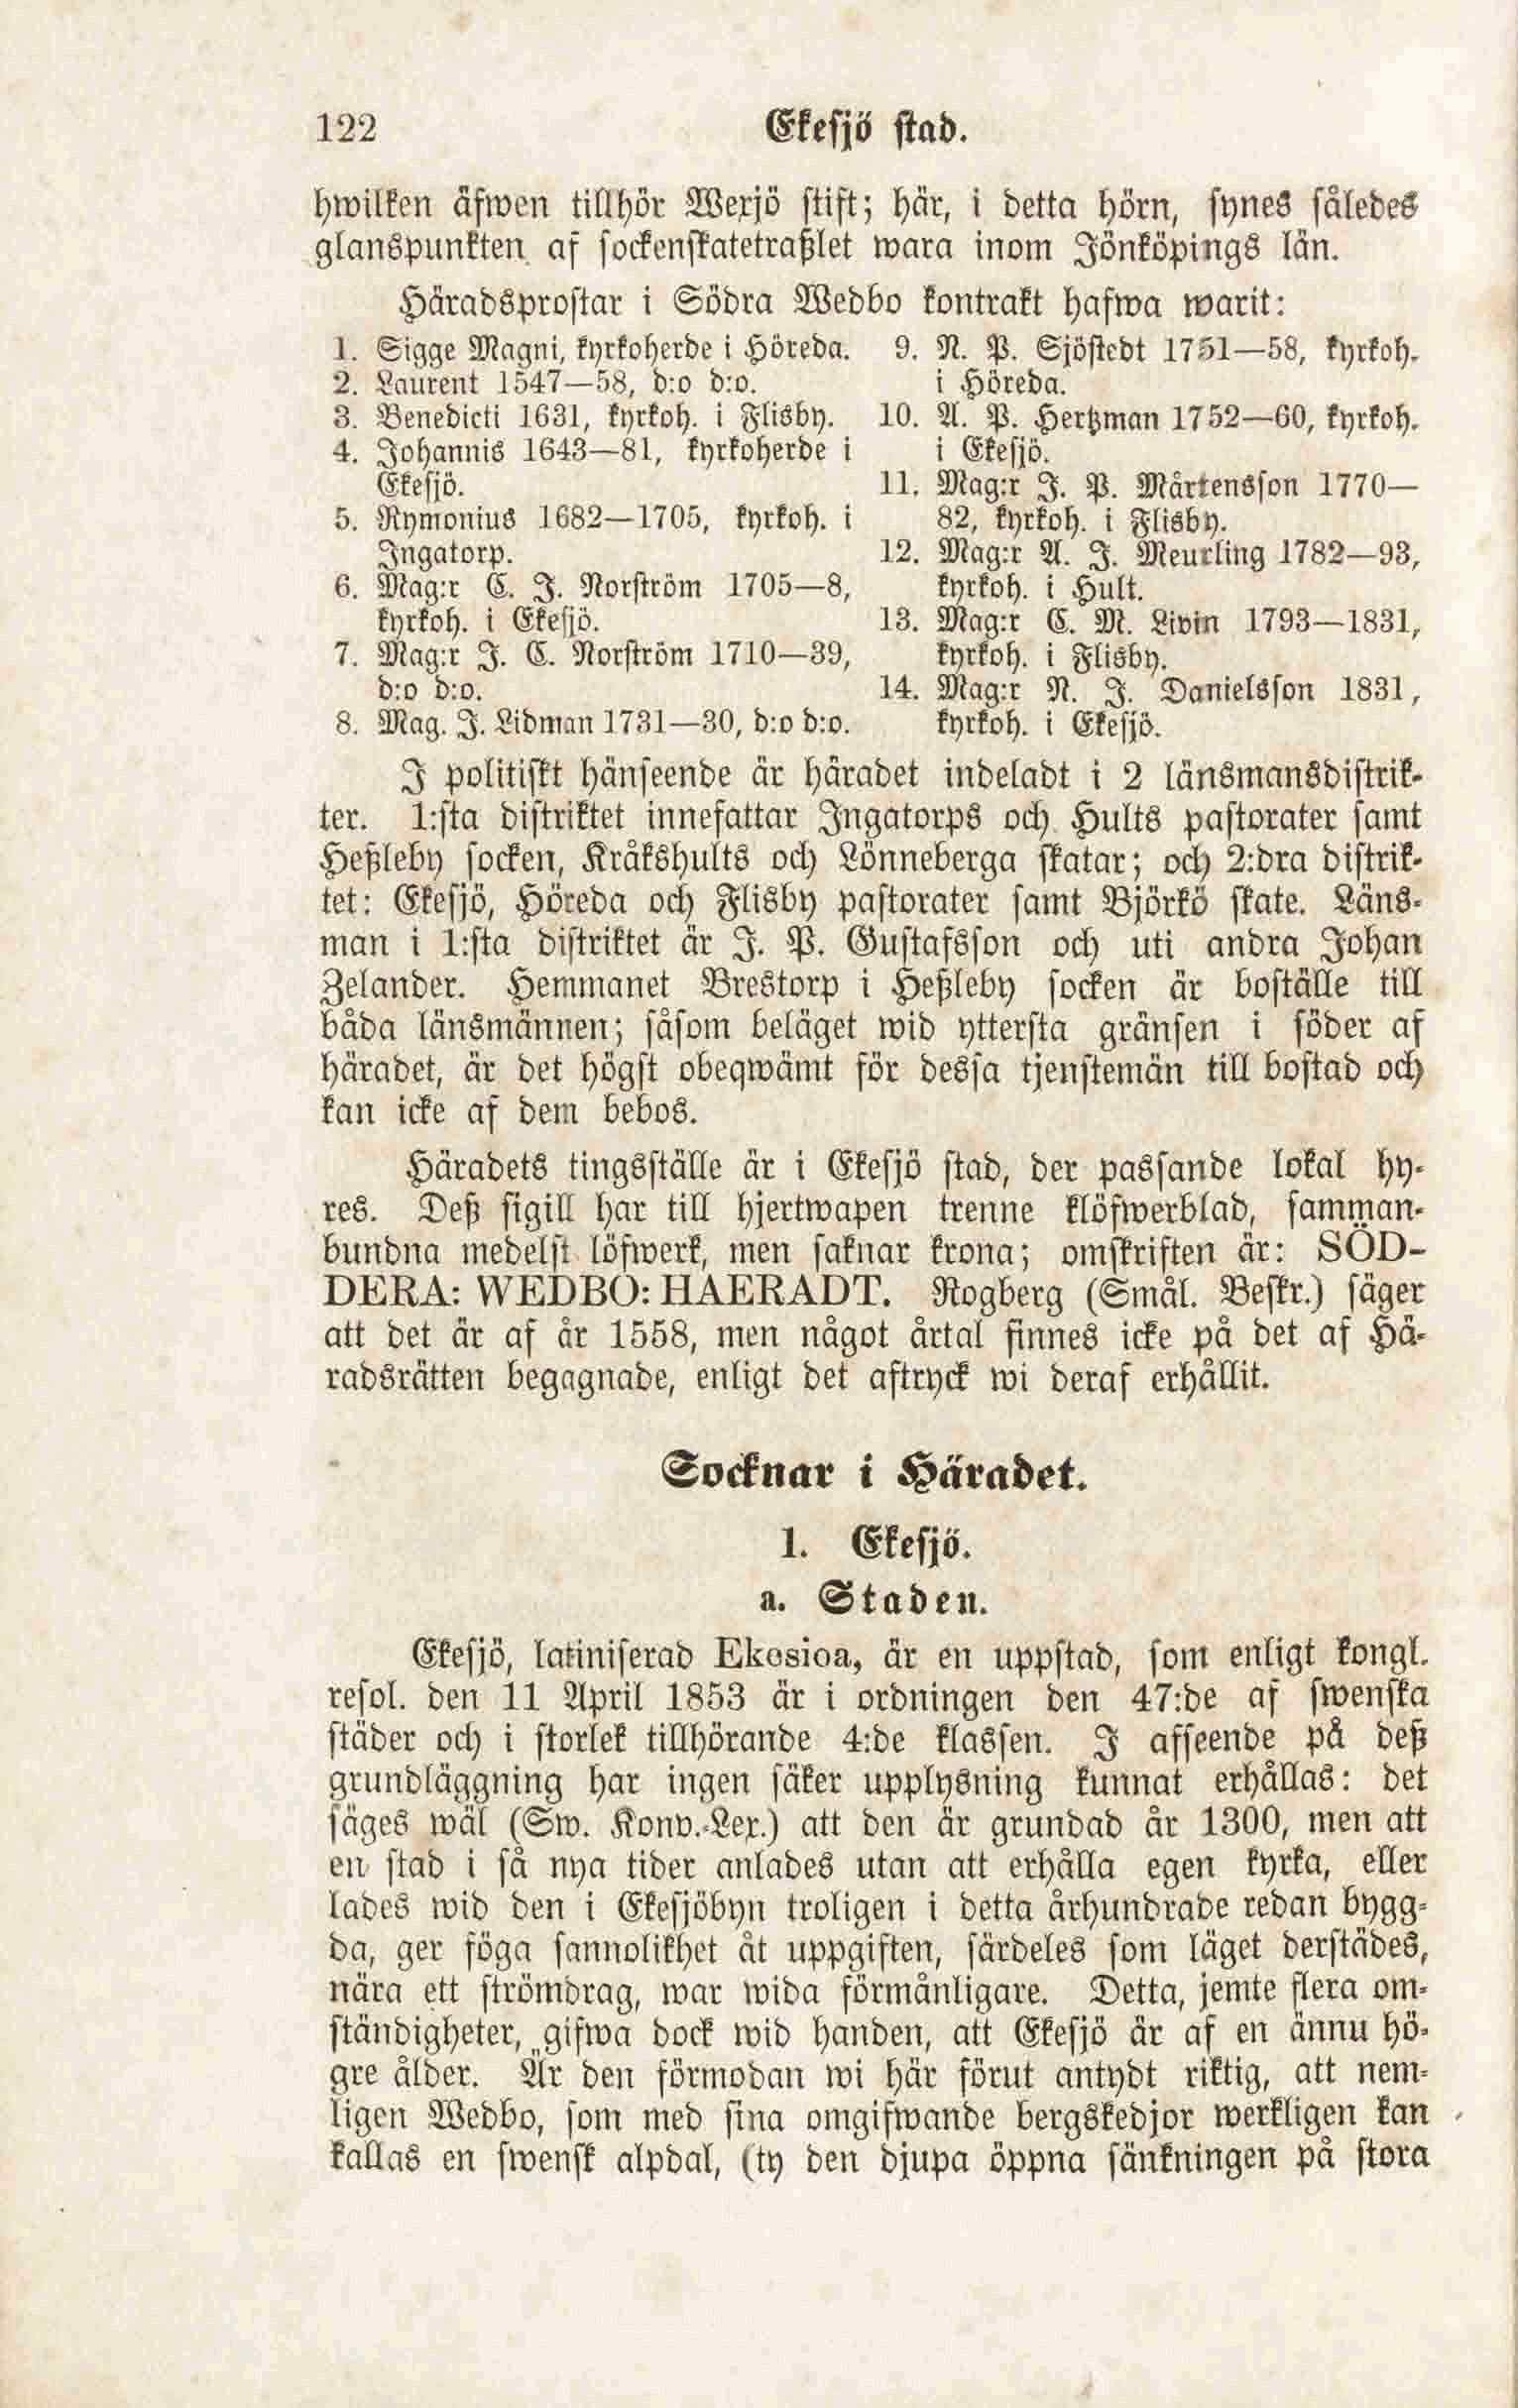 122 Ekesjö stad.
hwilken äfwen tillhör Wexjö stift; här, i detta hörn, synes således
glanspunkten af sockenskatetraßlet wara inom Jönköpings län.
Häradsprostar i Södra Wedbo kontrakt hafwa warit:
1. Sigge Magni, kyrkoherde i Höreda.
2. Laurent 1547—58, d:o d:o.
3. Benedicti 1631, kyrkoh. i Flisby.
4. Johannis 1643—81, kyrkoherde i
Ekesjö.
5. Rymonius 1682—1705, kyrkoh. i
Ingatorp.
6. Mag:r C. J. Norström 1705—8,
kyrkoh. i Ekesjö.
7. Mag:r J. C. Norström 1710—39,
d:o d:o.
8. Mag. J. Lidman 1731—30, d:o d:o.
9. N. P. Sjöstedt 1751—58, kyrkoh.
i Höreda.
10. A. P. Hertzman 1752—60, kyrkoh.
i Ekesjö.
11. Mag:r J. P. Mårtensson 1770—
82, kyrkoh. i Flisby.
12. Mag:r A. J. Meurling 1782—93,
kyrkoh. i Hult.
13. Mag:r C. M. Livin 1793—1831,
kyrkoh. i Flisby.
14. Mag:r N. J. Danielsson 1831,
kyrkoh. i Ekesjö.
I politiskt hänseende är häradet indeladt i 2 länsmansdistrik-
ter. 1:sta distriktet innefattar Ingatorps och Hults pastorater samt
Heßleby socken, Kråkshults och Lönneberga skatar; och 2:dra distrik-
tet: Ekesjö, Höreda och Flisby pastorater samt Björkö skate. Läns-
man i 1:sta distriktet är J. P. Gustafsson och uti andra Johan
Zelander. Hemmanet Brestorp i Heßleby socken är boställe till
båda länsmännen; såsom beläget wid yttersta gränsen i söder af
häradet, är det högst obeqwämt för dessa tjenstemän till bostad och
kan icke af dem bebos.
Häradets tingsställe är i Ekesjö stad, der passande lokal hy-
res. Deß sigill har till hjertwapen trenne klöfwerblad, samman-
bundna medelst löfwerk, men saknar krona; omskriften är: SÖD-
DERA: WEDBO: HAERADT. Rogberg (Smål. Beskr.) säger
att det är af år 1558, men något årtal finnes icke på det af Hä-
radsrätten begagnade, enligt det aftryck wi deraf erhållit.
Socknar i Häradet.
1. Ekesjö.
a. Staden.
Ekesjö, latiniserad Ekosioa, är en uppstad, som enligt kongl.
resol. den 11 April 1853 är i ordningen den 47:de af swenska
städer och i storlek tillhörande 4:de klassen. I afseende på deß
grundläggning har ingen säker upplysning kunnat erhållas: det
säges wäl (Sw. Konv.-Lex.) att den är grundad år 1300, men att
en stad i så nya tider anlades utan att erhålla egen kyrka, eller
lades wid den i Ekesjöbyn troligen i detta århundrade redan bygg-
da, ger föga sannolikhet åt uppgiften, särdeles som läget derstädes,
nära ett strömdrag, war wida förmånligare. Detta, jemte flera om-
ständigheter, gifwa dock wid handen, att Ekesjö är af en ännu hö-
gre ålder. Är den förmodan wi här förut antydt riktig, att nem-
ligen Wedbo, som med sina omgifwande bergskedjor werkligen kan
kallas en swensk alpdal, (ty den djupa öppna sänkningen på stora